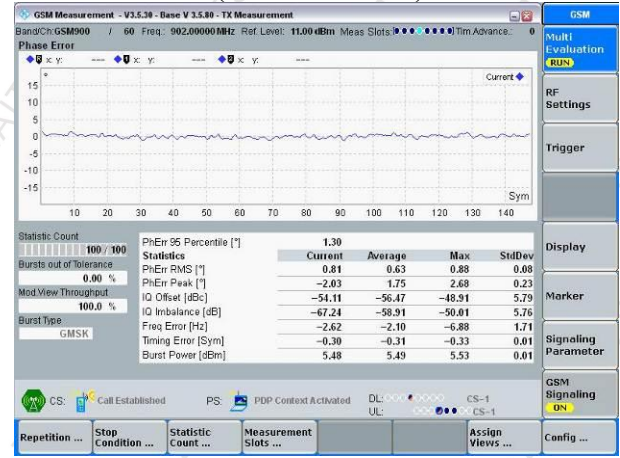 GSM Measurement - V3.5.30 - Base V 3.5.80 - TX Measurement
GSM
Band/Ch:GSM900 / 60 Freq.: 902.00000 MHz Ref. Level: 11.00 dBm Meas Slots: Tim.Advance.: 0
Phase Error
x: y: --- x: y: --- x: y: ---
Multi Evaluation
RUN
Current
°
15
10
5
0
-5
-10
-15
Sym
10 20 30 40 50 60 70 80 90 100 110 120 130 140
RF Settings
Trigger
Display
Marker
Signaling Parameter
GSM Signaling
ON
Statistic Count
100 / 100
Bursts out of Tolerance
0.00 %
Mod.View Throughput
100.0 %
Burst Type
GMSK
PhErr 95 Percentile [°] 1.30
Statistics Current Average Max StdDev
PhErr RMS [°] 0.81 0.63 0.88 0.08
PhErr Peak [°] -2.03 1.75 2.68 0.23
IQ Offset [dBc] -54.11 -56.47 -48.91 5.79
IQ Imbalance [dB] -67.24 -58.91 -50.01 5.76
Freq Error [Hz] -2.62 -2.10 -6.88 1.71
Timing Error [Sym] -0.30 -0.31 -0.33 0.01
Burst Power [dBm] 5.48 5.49 5.53 0.01
CS: Call Established PS: PDP Context Activated DL: CS-1
UL: CS-1
Repetition ... Stop Condition ... Statistic Count ... Measurement Slots ... Assign Views ... Config ...